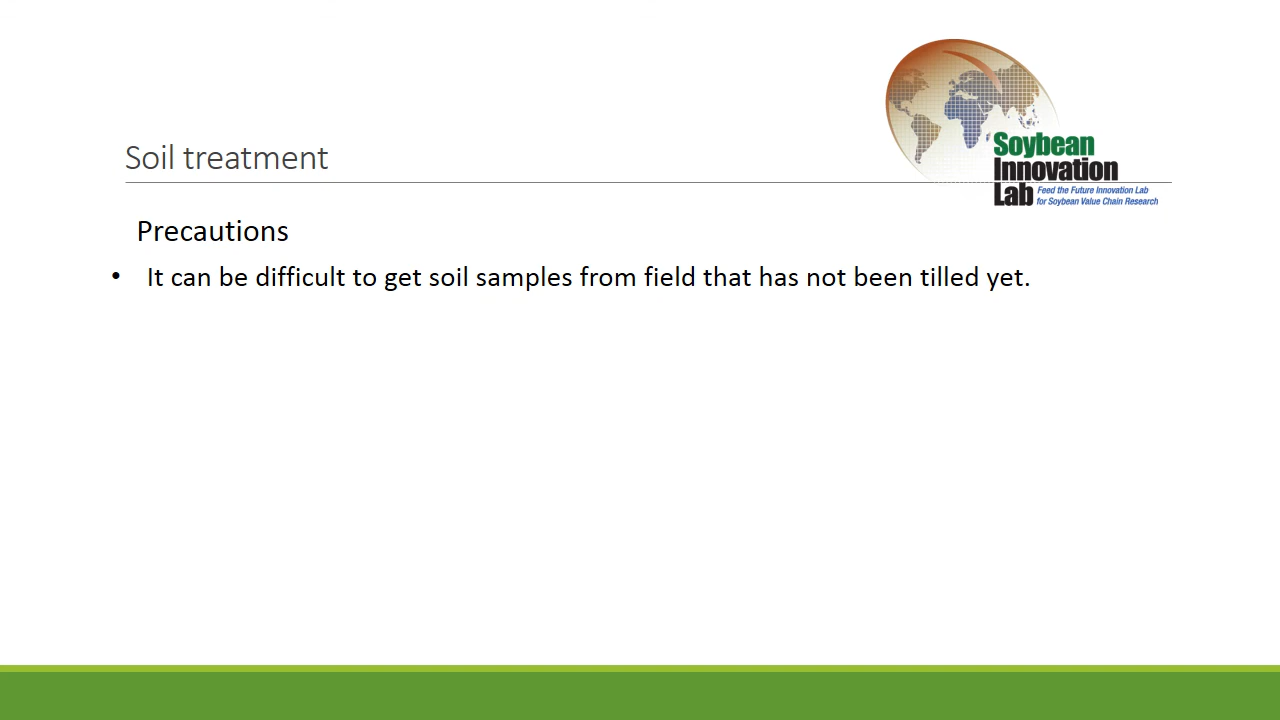 Soybean
Innovation
Lab Feed the Future Innovation Lab
for Soybean Value Chain Research
Soil treatment
Precautions
• It can be difficult to get soil samples from field that has not been tilled yet.